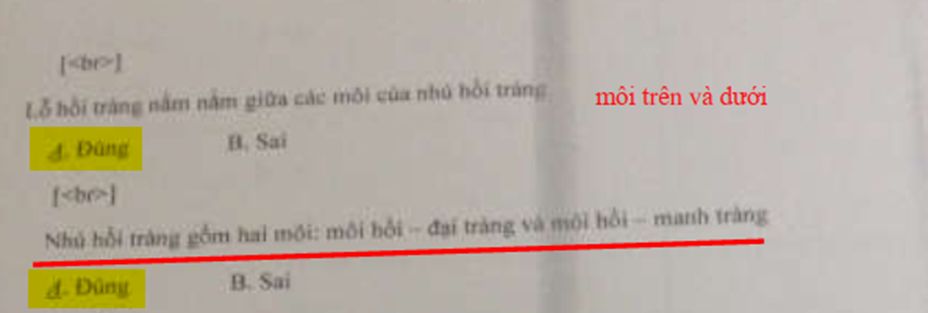 [<br>]
Lỗ hồi tràng nằm nằm giữa các môi của nhú hồi tràng môi trên và dưới
A. Đúng B. Sai
[<br>]
Nhú hồi tràng gồm hai môi: môi hồi – đại tràng và môi hồi – manh tràng
A. Đúng B. Sai